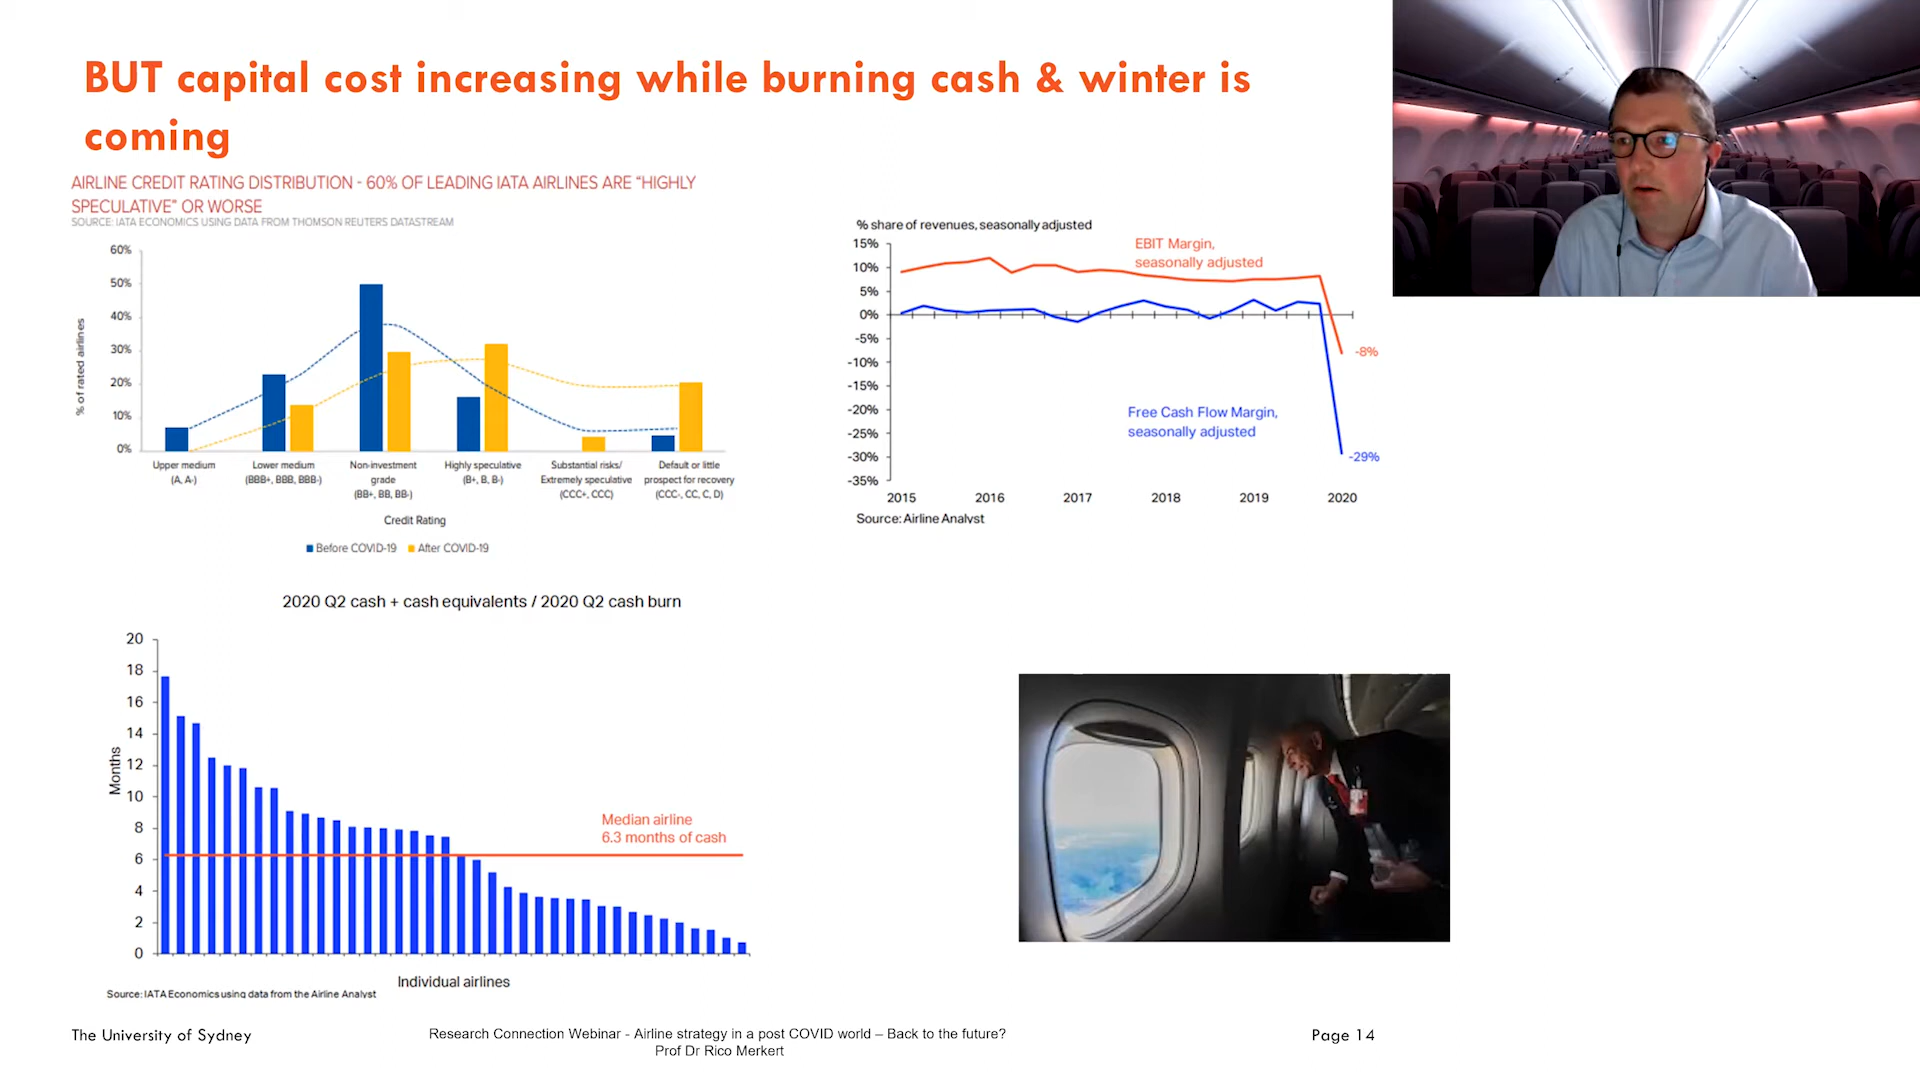 BUT capital cost increasing while burning cash & winter is
coming
AIRLINE CREDIT RATING DISTRIBUTION - 60% OF LEADING IATA AIRLINES ARE "HIGHLY
SPECULATIVE" OR WORSE
SOURCE: IATA ECONOMICS USING DATA FROM THOMSON REUTERS DATASTREAM
60%
50%
40%
30%
20%
10%
0%
% of rated airlines
Upper medium
(A, A-)
Lower medium
(BBB+, BBB, BBB-)
Non-investment
grade
(BB+, BB, BB-)
Highly speculative
(B+, B, B-)
Substantial risks/
Extremely speculative
(CCC+, CCC)
Default or little
prospect for recovery
(CCC-, CC, C, D)
Credit Rating
Before COVID-19
After COVID-19
% share of revenues, seasonally adjusted
15%
10%
5%
0%
-5%
-10%
-15%
-20%
-25%
-30%
-35%
EBIT Margin,
seasonally adjusted
-8%
Free Cash Flow Margin,
seasonally adjusted
-29%
2015
2016
2017
2018
2019
2020
Source: Airline Analyst
2020 Q2 cash + cash equivalents / 2020 Q2 cash burn
20
18
16
14
12
10
8
6
4
2
0
Months
Median airline
6.3 months of cash
Individual airlines
Source: IATA Economics using data from the Airline Analyst
The University of Sydney
Research Connection Webinar - Airline strategy in a post COVID world – Back to the future?
Prof Dr Rico Merkert
Page 14